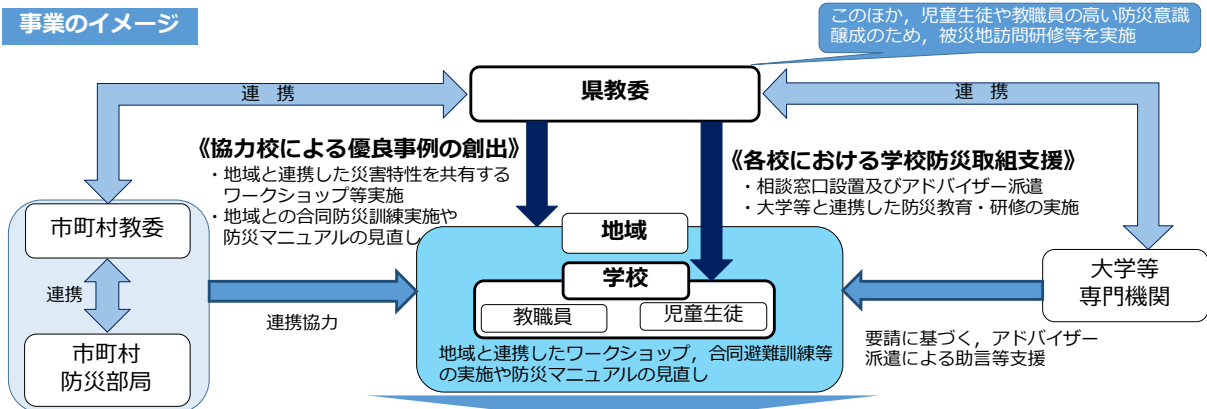 事業のイメージ
このほか，児童生徒や教職員の高い防災意識
醸成のため，被災地訪問研修等を実施
県教委
連　携
連　携
《協力校による優良事例の創出》
・地域と連携した災害特性を共有する
ワークショップ等実施
・地域との合同防災訓練実施や
防災マニュアルの見直し
《各校における学校防災取組支援》
・相談窓口設置及びアドバイザー派遣
・大学等と連携した防災教育・研修の実施
市町村教委
連携
市町村
防災部局
連携協力
地域
学校
教職員
児童生徒
地域と連携したワークショップ，合同避難訓練等
の実施や防災マニュアルの見直し
大学等
専門機関
要請に基づく，アドバイザー
派遣による助言等支援